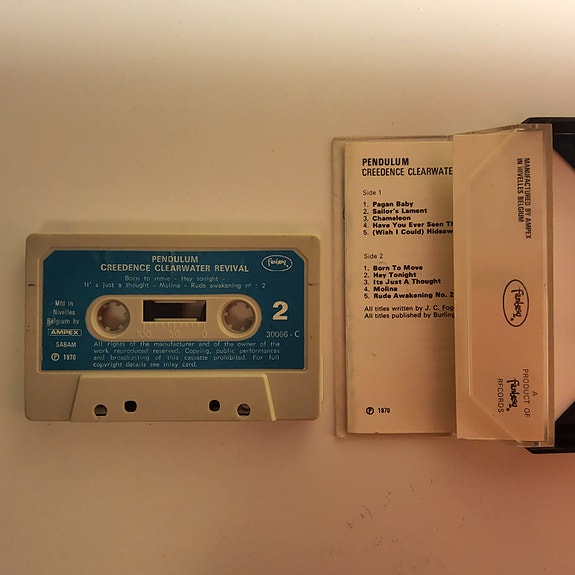 PENDULUM
CREEDENCE CLEARWATER REVIVAL
Fantasy
Born to move - Hey tonight -
It's just a thought - Molina - Rude awakening nº 2
Mfd in
Nivelles
Belgium by
AMPEX
SABAM
℗ 1970
100 50 0
2
30056-C
All rights of the manufacturer and of the owner of the
work reproduced reserved. Copying, public performances
and broadcasting of this cassette prohibited. For full
copyright details see inlay card.
PENDULUM
CREEDENCE CLEARWATER
Side 1
1. Pagan Baby
2. Sailor's Lament
3. Chameleon
4. Have You Ever Seen Th
5. (Wish I Could) Hideaw
Side 2
1. Born To Move
2. Hey Tonight
3. Its Just A Thought
4. Molina
5. Rude Awakening No. 2
All titles written by J. C. Fog
All titles published by Burling
℗ 1970
MANUFACTURED BY AMPEX
IN NIVELLES BELGIUM
Fantasy
A
PRODUCT OF
Fantasy
RECORDS